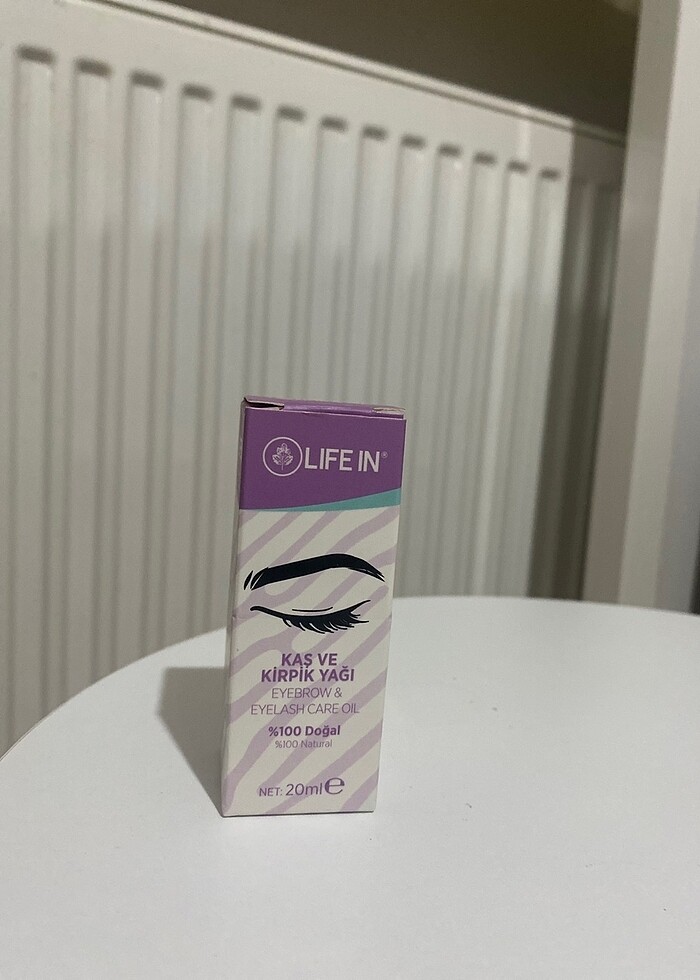 LIFE IN®
KAŞ VE
KİRPİK YAĞI
EYEBROW &
EYELASH CARE OIL
%100 Doğal
%100 Natural
NET: 20ml ℮